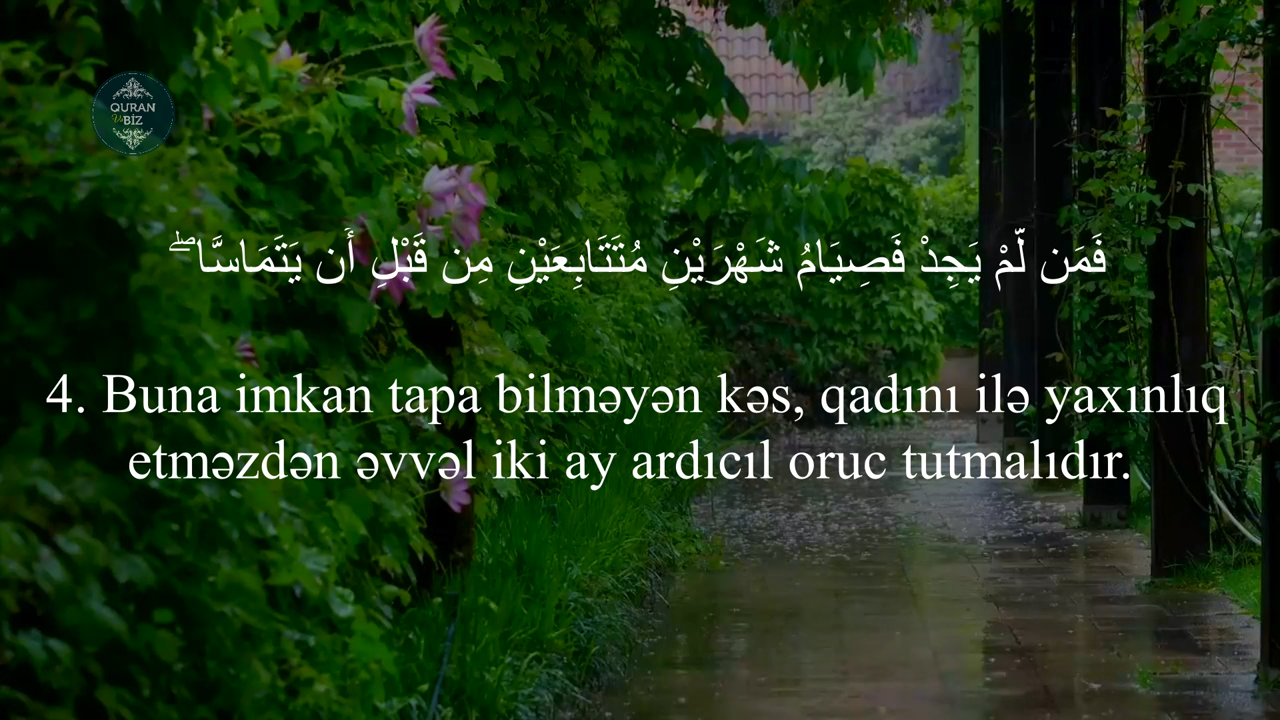 QURAN
Və
BİZ
فَمَن لَّمْ يَجِدْ فَصِيَامُ شَهْرَيْنِ مُتَتَابِعَيْنِ مِن قَبْلِ أَن يَتَمَاسَّا ۖ
4. Buna imkan tapa bilməyən kəs, qadını ilə yaxınlıq
etməzdən əvvəl iki ay ardıcıl oruc tutmalıdır.